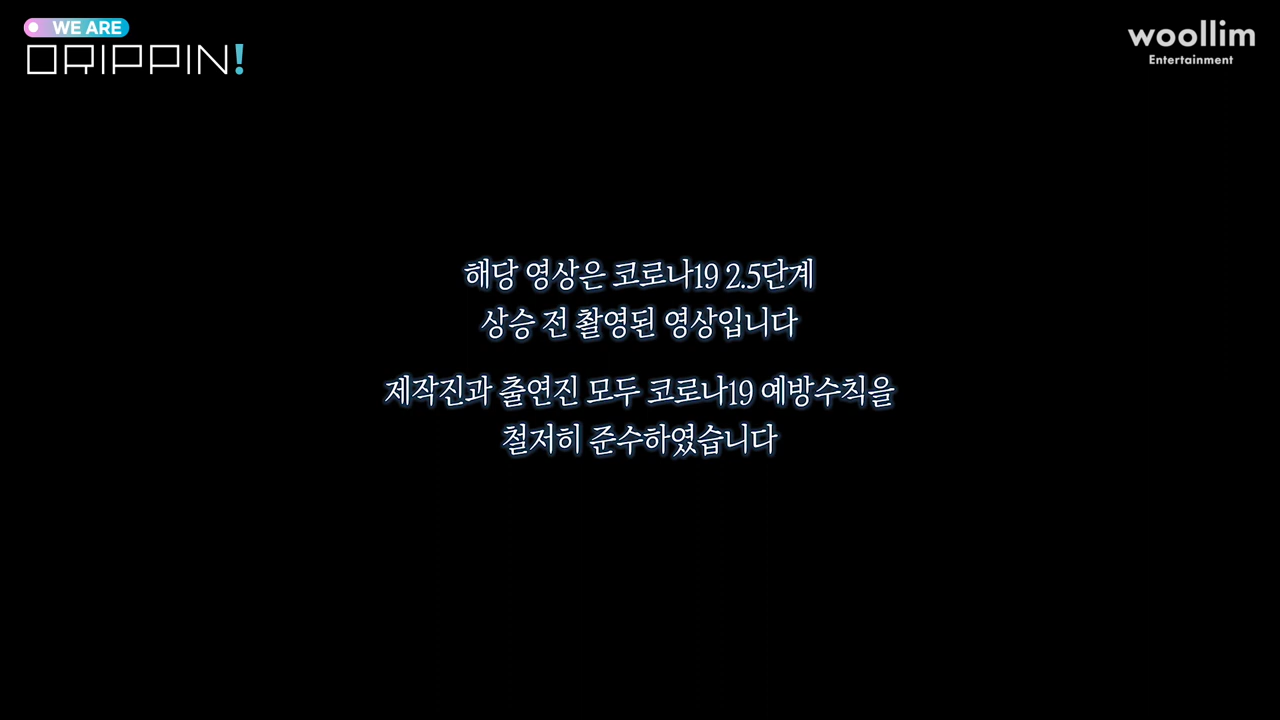 WE ARE
DRIPPIN!
woollim
Entertainment
해당 영상은 코로나19 2.5단계
상승 전 촬영된 영상입니다
제작진과 출연진 모두 코로나19 예방수칙을
철저히 준수하였습니다